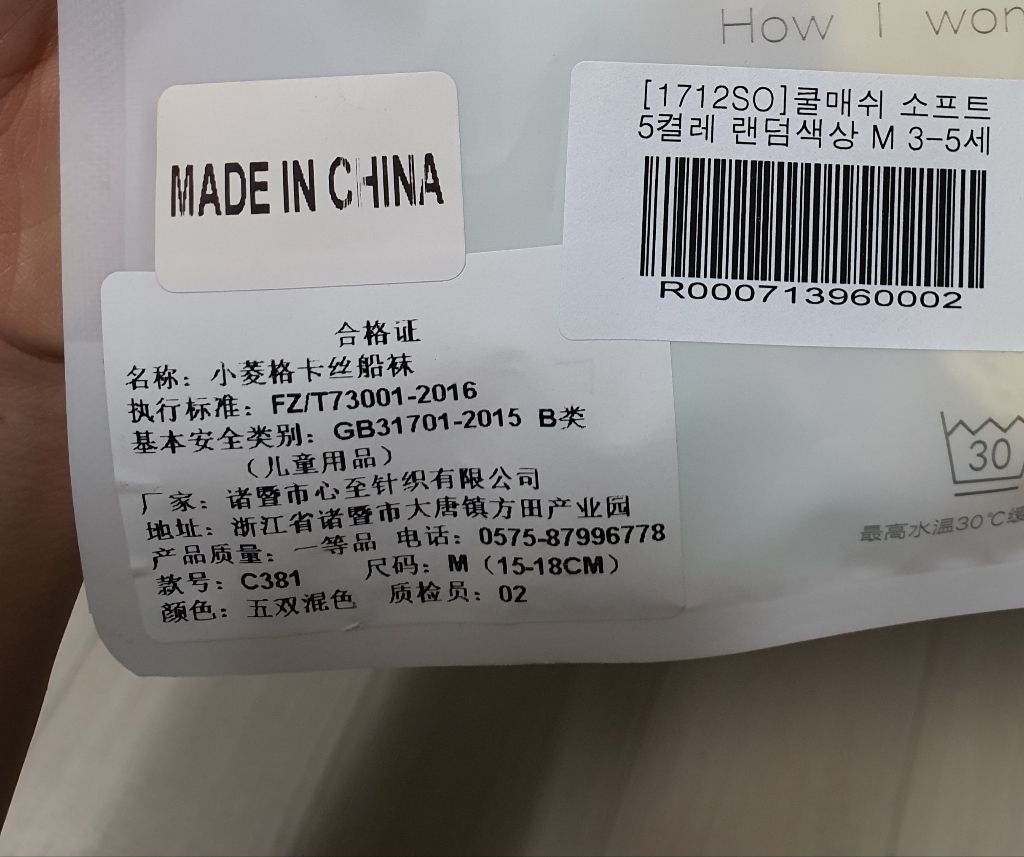 How I
[1712SO]쿨매쉬 소프트
5켤레 랜덤색상 M 3-5세
R000713960002
MADE IN CHINA
合格证
名称：小菱格卡丝船袜
执行标准：FZ/T73001-2016
基本安全类别：GB31701-2015 B类
（儿童用品）
厂家：诸暨市心至针织有限公司
地址：浙江省诸暨市大唐镇方田产业园
产品质量：一等品 电话：0575-87996778
款号：C381 尺码：M（15-18CM）
颜色：五双混色 质检员：02
30
最高水温30℃